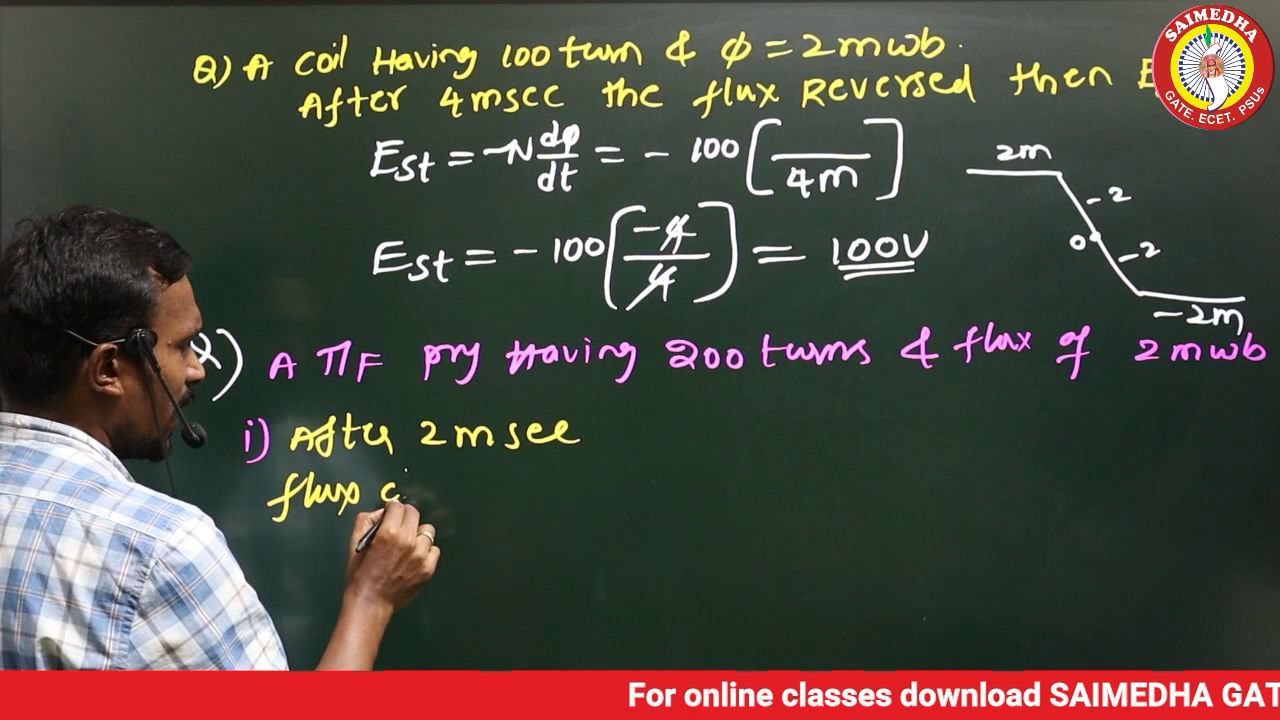 Q) A coil Having 100 turn & ϕ = 2mwb.
After 4msec the flux Reversed then E
Est = -N dϕ/dt = - 100 [ /4m ]
2m
-2
0
-2
-2m
Est = - 100 (-4/4) = 100V
Q) A T/F pry Having 200 turns & flux of 2mwb
i) After 2msec
flux
SAIMEDHA
GATE. ECET. PSUs
For online classes download SAIMEDHA GAT